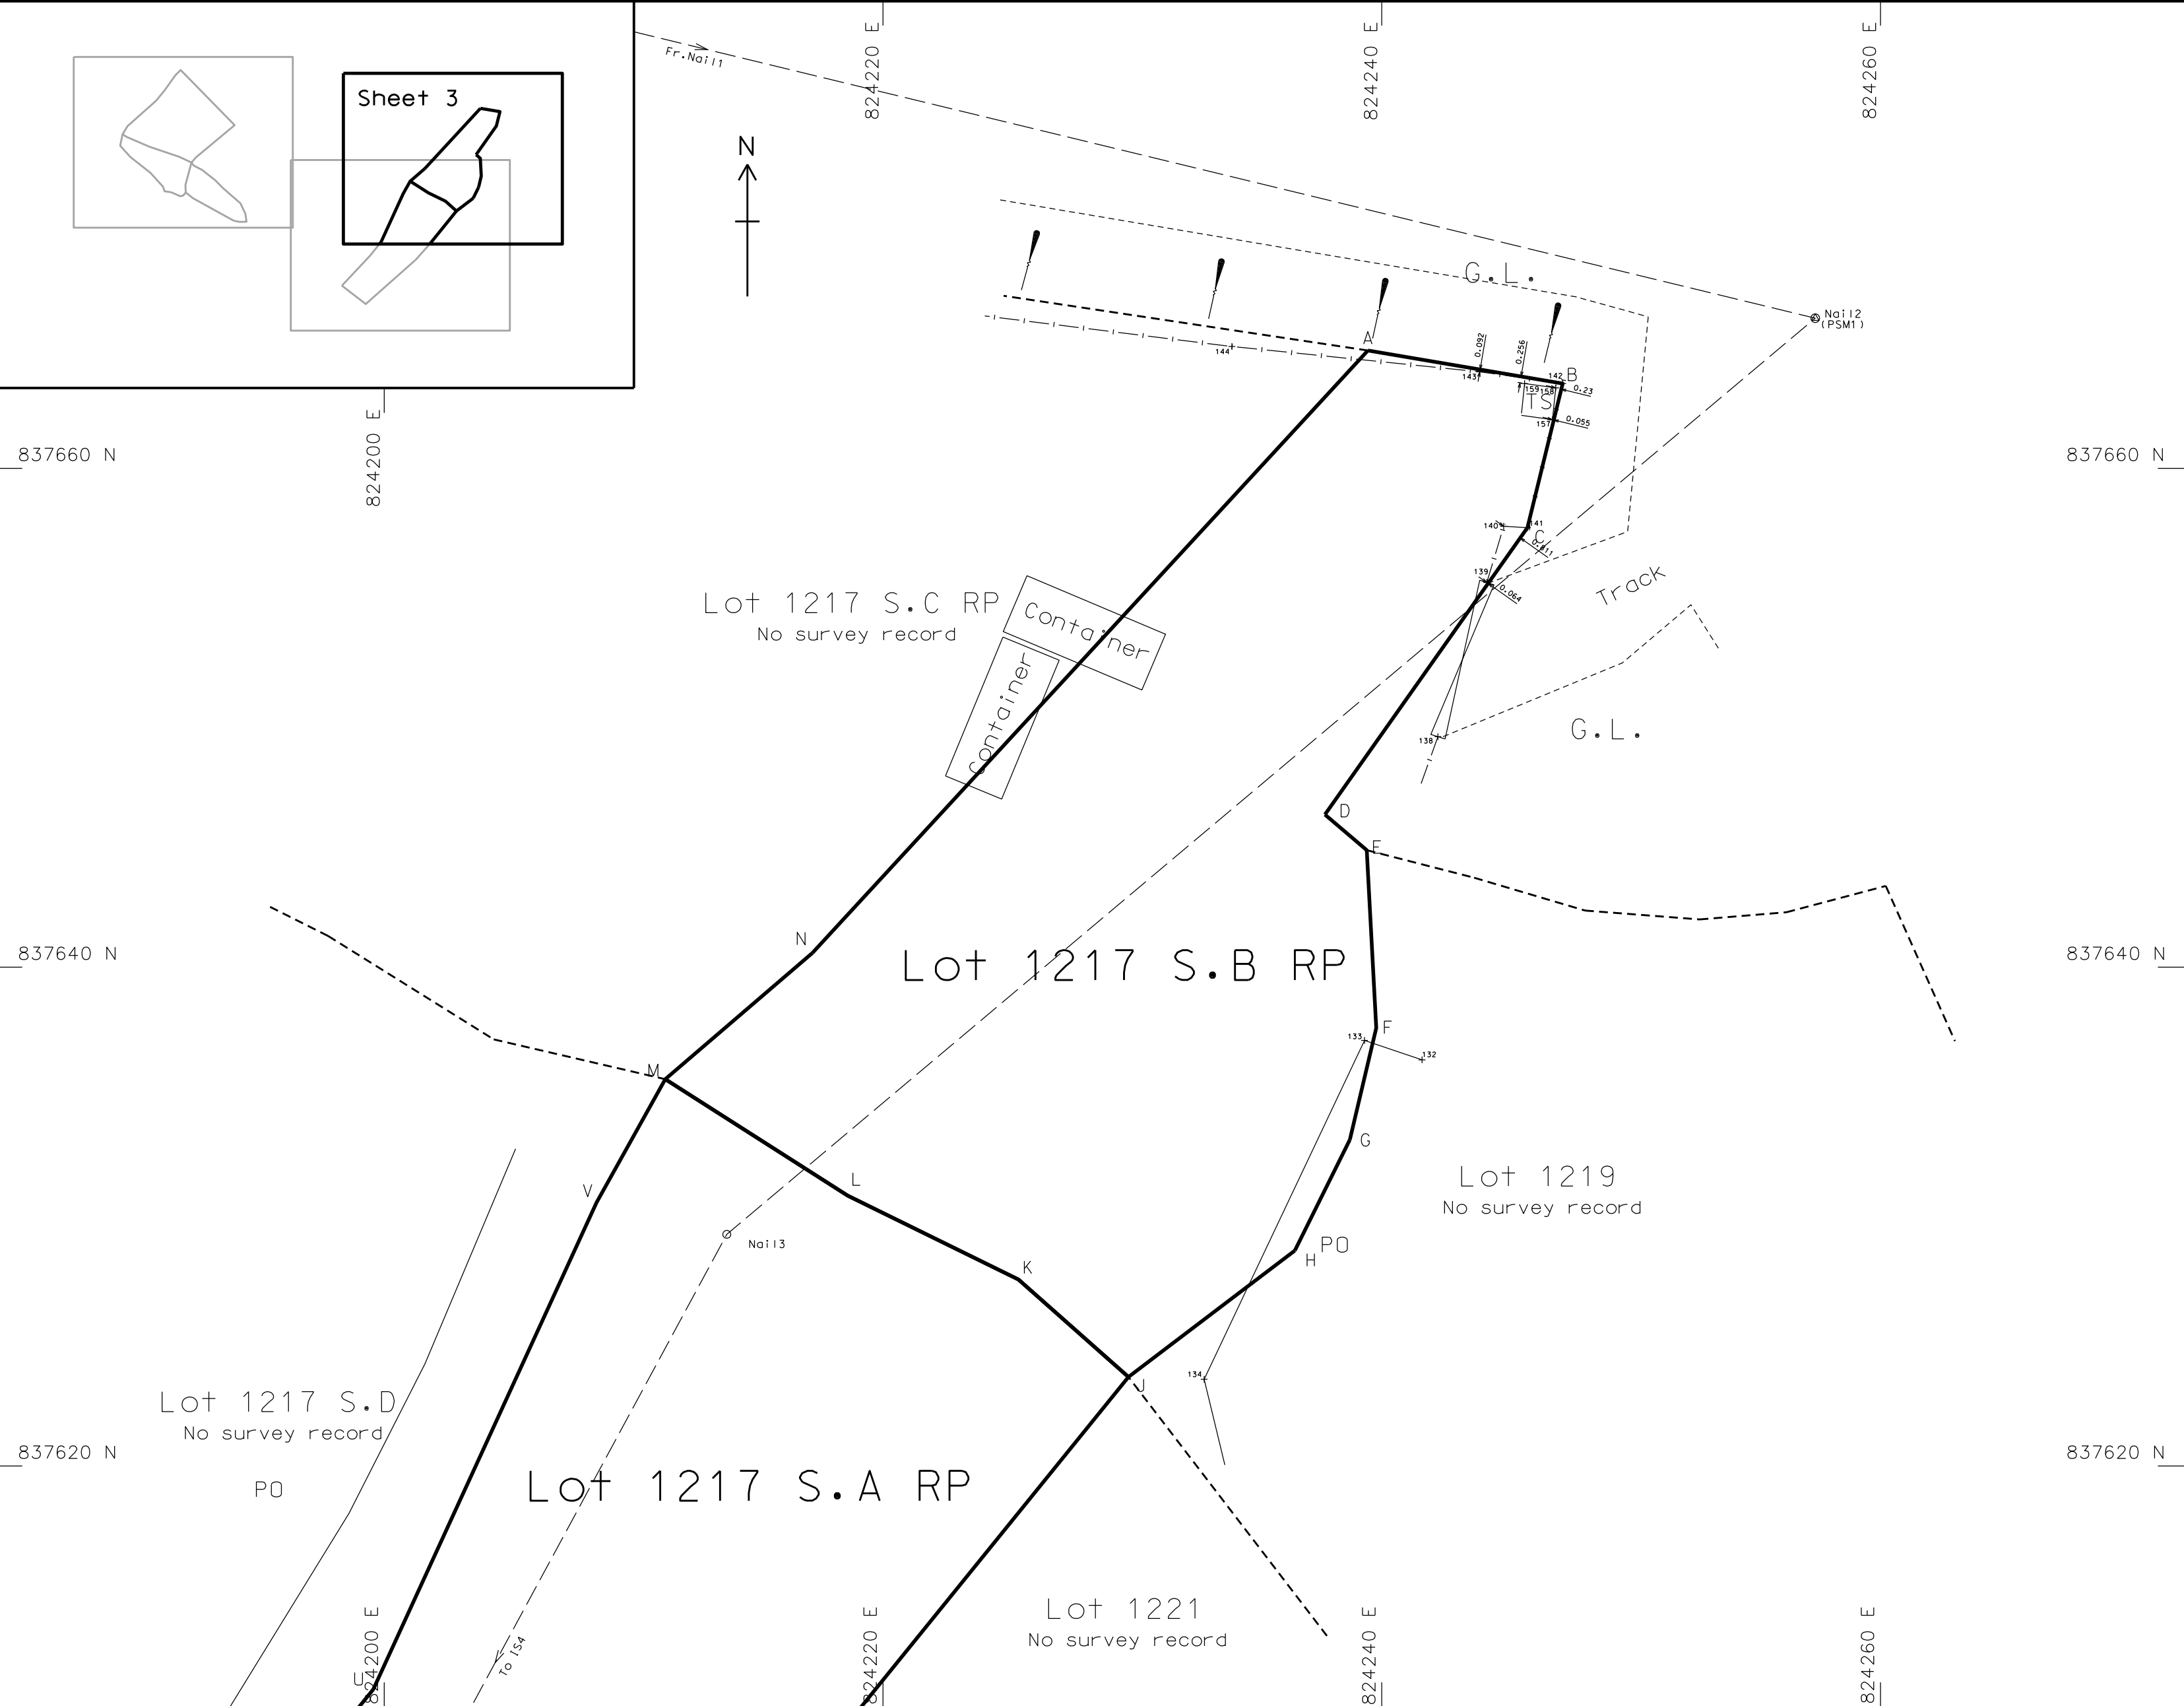 824220 E
824240 E
824260 E
Fr.Nail1
Sheet 3
N
G.L.
Nail2
(PSM1)
A
0.092
0.256
144
143
142
B
159
158
0.23
TS
157
0.055
824200 E
837660 N
837660 N
140
141
C
0.011
139
0.064
Track
Lot 1217 S.C RP
No survey record
Container
Container
138
G.L.
D
E
N
837640 N
Lot 1217 S.B RP
837640 N
F
133
132
M
G
V
L
Lot 1219
No survey record
Nail3
PO
H
K
134
J
Lot 1217 S.D
No survey record
837620 N
837620 N
PO
Lot 1217 S.A RP
Lot 1221
No survey record
To IS4
U
824200 E
824220 E
824240 E
824260 E